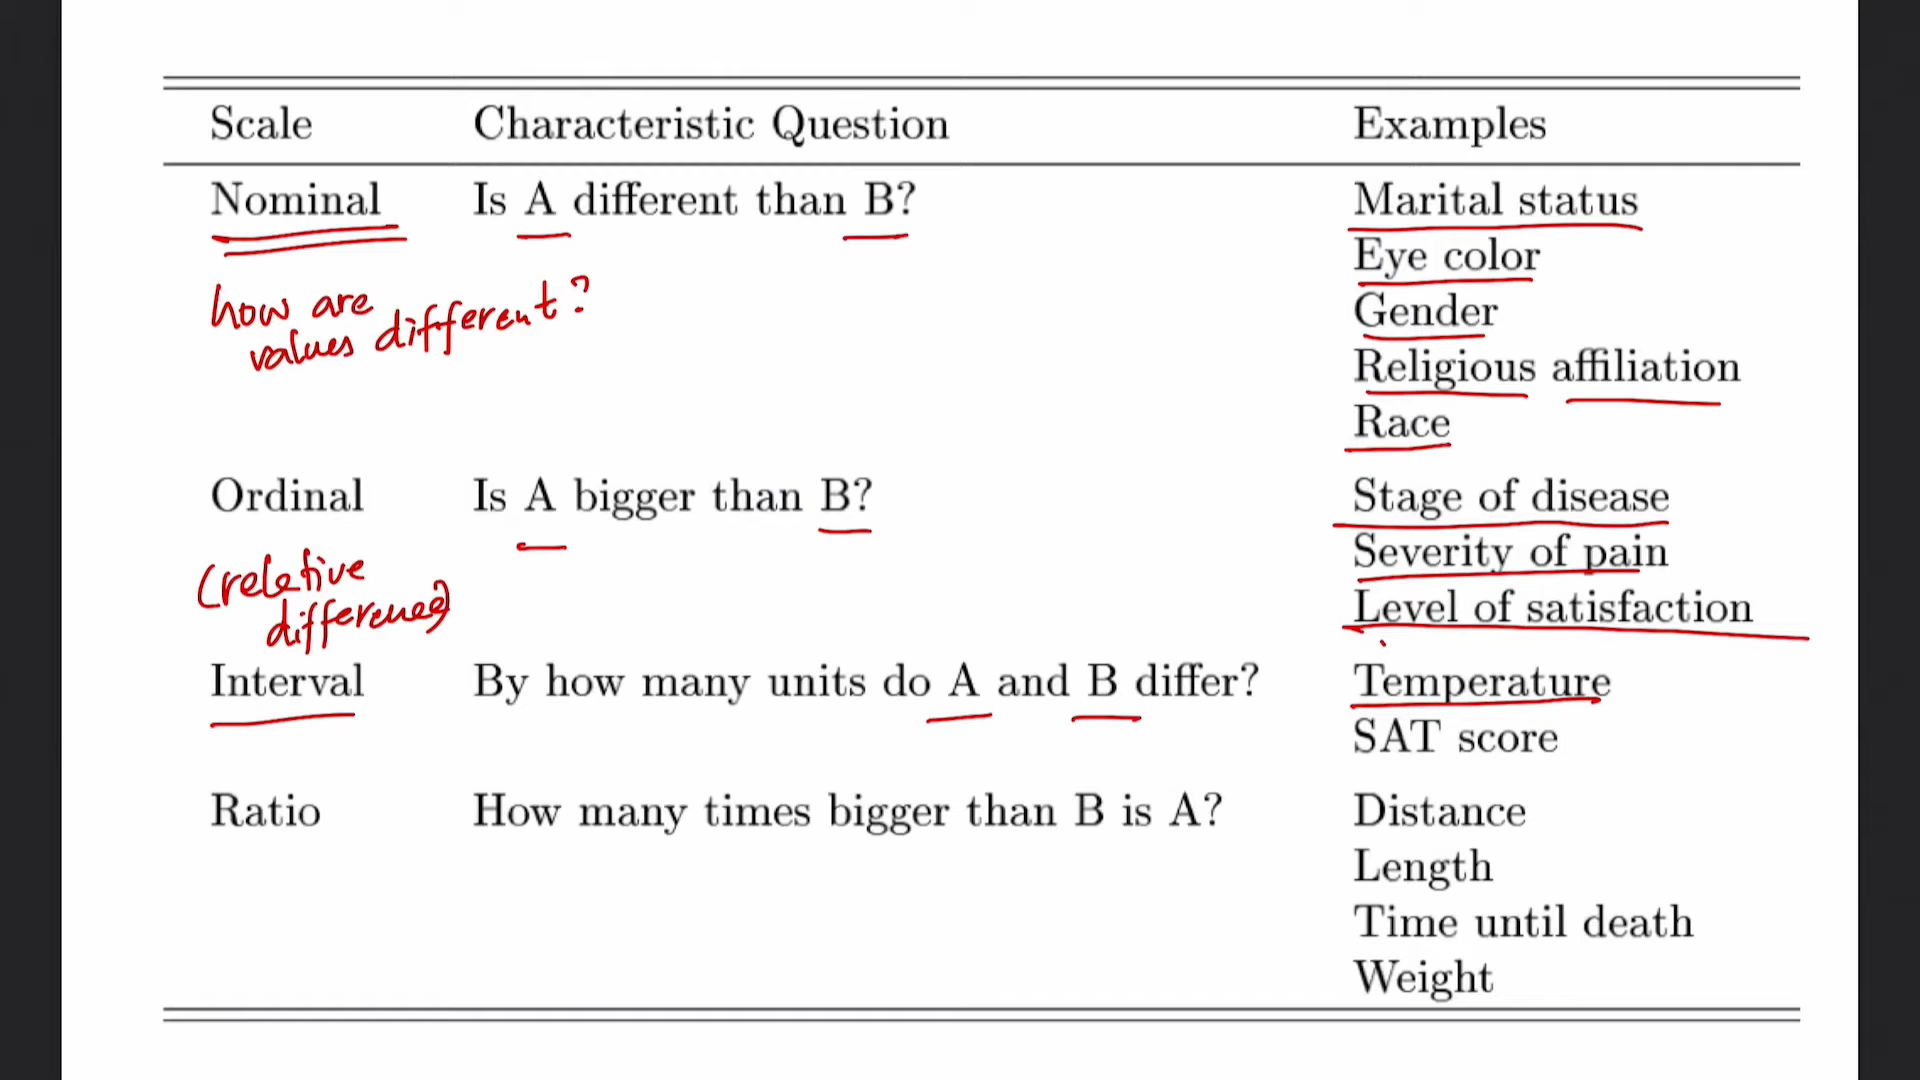 Scale Characteristic Question Examples
Nominal Is A different than B? Marital status
Eye color
how are
values different?
Gender
Religious affiliation
Race
Ordinal Is A bigger than B? Stage of disease
(relative
differences)
Severity of pain
Level of satisfaction
Interval By how many units do A and B differ? Temperature
SAT score
Ratio How many times bigger than B is A? Distance
Length
Time until death
Weight